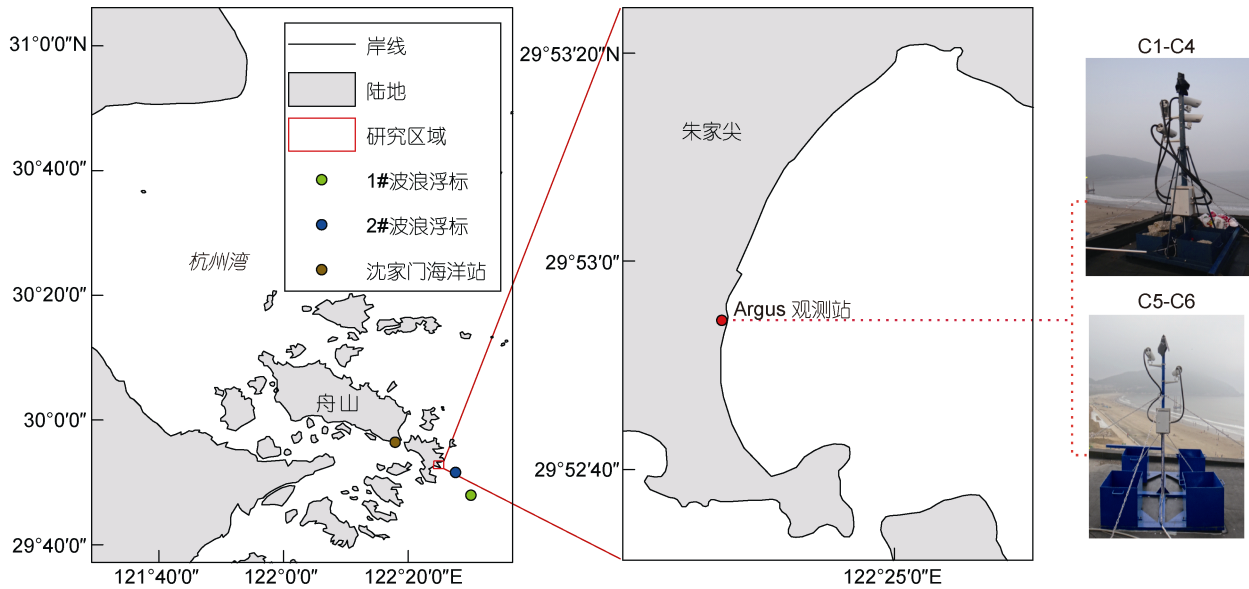 31°0′0″N
30°40′0″
30°20′0″
30°0′0″
29°40′0″
121°40′0″
122°0′0″
122°20′0″E
岸线
陆地
研究区域
1#波浪浮标
2#波浪浮标
沈家门海洋站
杭州湾
舟山
29°53′20″N
29°53′0″
29°52′40″
122°25′0″E
朱家尖
Argus 观测站
C1-C4
C5-C6